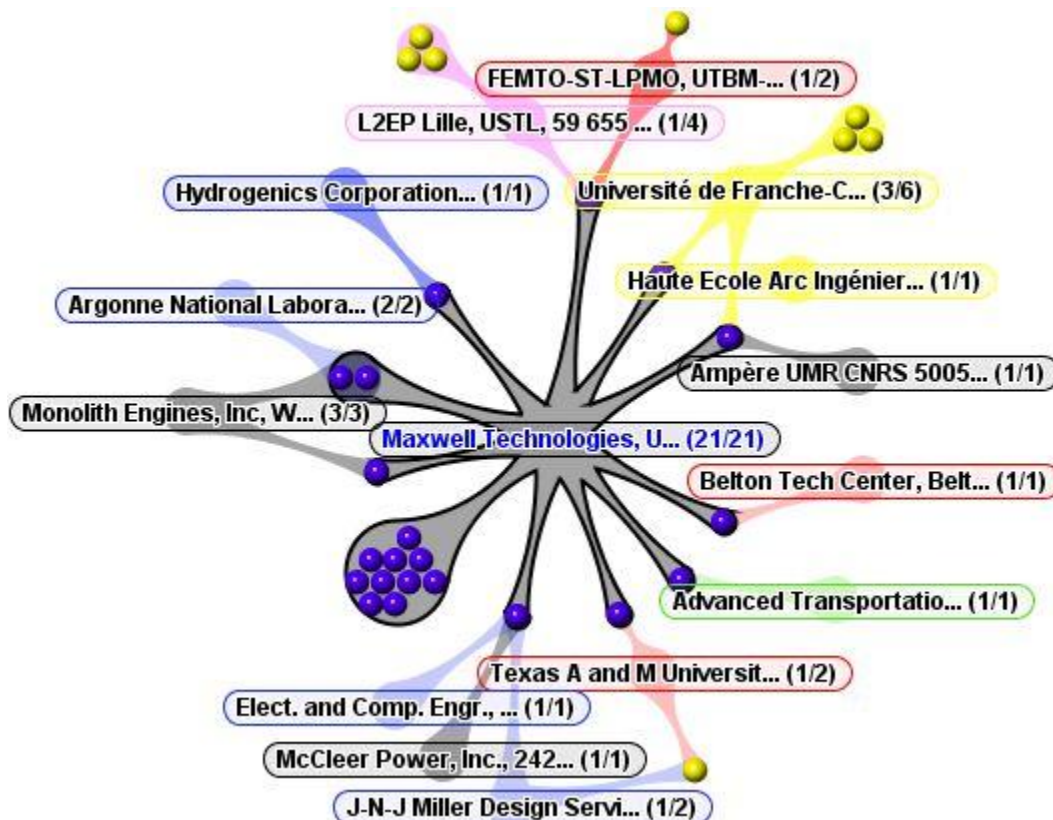 FEMTO-ST-LPMO, UTBM-... (1/2)
L2EP Lille, USTL, 59 655 ... (1/4)
Hydrogenics Corporation... (1/1)
Université de Franche-C... (3/6)
Haute Ecole Arc Ingénier... (1/1)
Argonne National Labora... (2/2)
Ampère UMR CNRS 5005... (1/1)
Monolith Engines, Inc, W... (3/3)
Maxwell Technologies, U... (21/21)
Belton Tech Center, Belt... (1/1)
Advanced Transportatio... (1/1)
Texas A and M Universit... (1/2)
Elect. and Comp. Engr., ... (1/1)
McCleer Power, Inc., 242... (1/1)
J-N-J Miller Design Servi... (1/2)